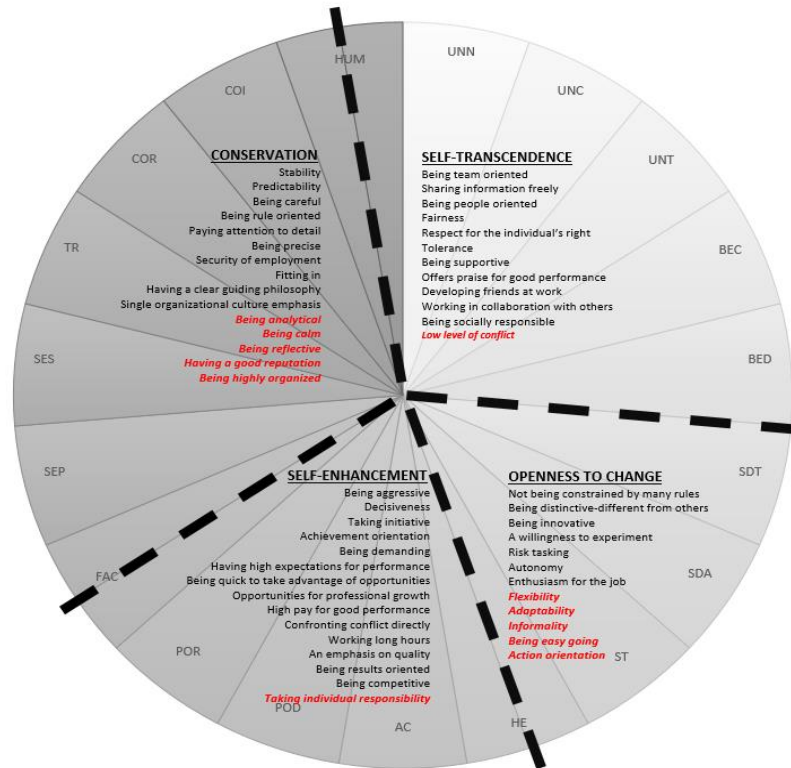 HUM
UNN
COI
UNC
COR
UNT
CONSERVATION
Stability
Predictability
Being careful
Being rule oriented
Paying attention to detail
Being precise
Security of employment
Fitting in
Having a clear guiding philosophy
Single organizational culture emphasis
Being analytical
Being calm
Being reflective
Having a good reputation
Being highly organized
SELF-TRANSCENDENCE
Being team oriented
Sharing information freely
Being people oriented
Fairness
Respect for the individual's right
Tolerance
Being supportive
Offers praise for good performance
Developing friends at work
Working in collaboration with others
Being socially responsible
Low level of conflict
TR
BEC
SES
BED
SEP
SDT
SELF-ENHANCEMENT
Being aggressive
Decisiveness
Taking initiative
Achievement orientation
Being demanding
Having high expectations for performance
Being quick to take advantage of opportunities
Opportunities for professional growth
High pay for good performance
Confronting conflict directly
Working long hours
An emphasis on quality
Being results oriented
Being competitive
Taking individual responsibility
OPENNESS TO CHANGE
Not being constrained by many rules
Being distinctive-different from others
Being innovative
A willingness to experiment
Risk tasking
Autonomy
Enthusiasm for the job
Flexibility
Adaptability
Informality
Being easy going
Action orientation
FAC
SDA
POR
ST
POD
AC
HE